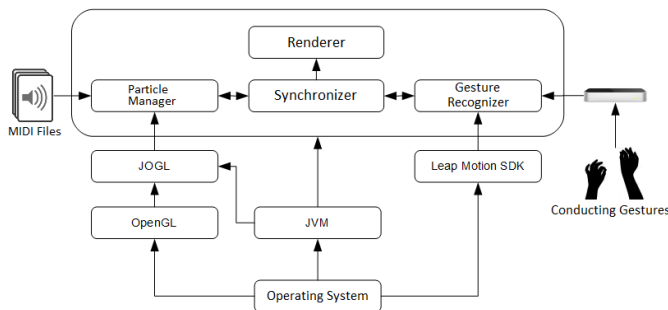 Renderer
Particle
Manager
Synchronizer
Gesture
Recognizer
MIDI Files
JOGL
Leap Motion SDK
OpenGL
JVM
Conducting Gestures
Operating System